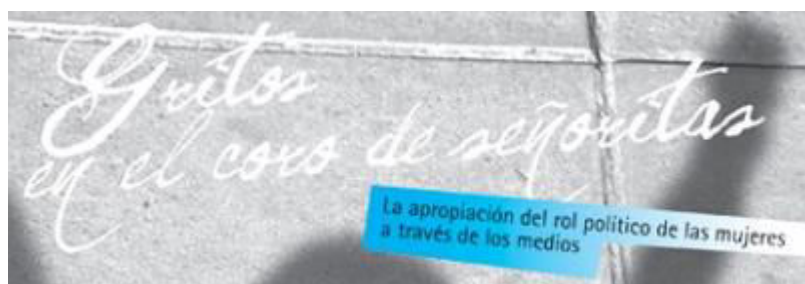 Gritos
en el coro de señoritas
La apropiación del rol político de las mujeres
a través de los medios